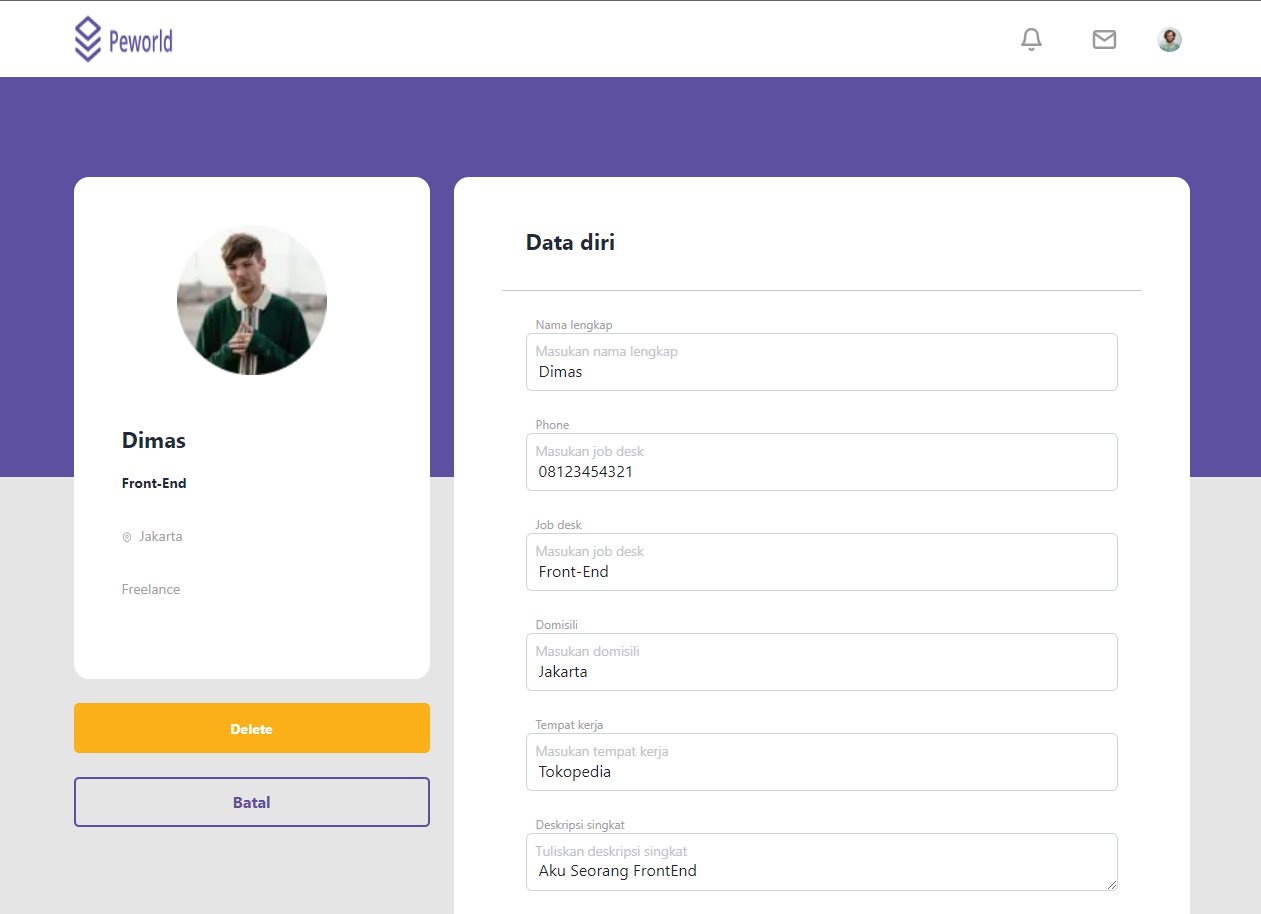 Peworld
Dimas
Front-End
Jakarta
Freelance
Delete
Batal
Data diri
Nama lengkap
Masukan nama lengkap
Dimas
Phone
Masukan job desk
08123454321
Job desk
Masukan job desk
Front-End
Domisili
Masukan domisili
Jakarta
Tempat kerja
Masukan tempat kerja
Tokopedia
Deskripsi singkat
Tuliskan deskripsi singkat
Aku Seorang FrontEnd